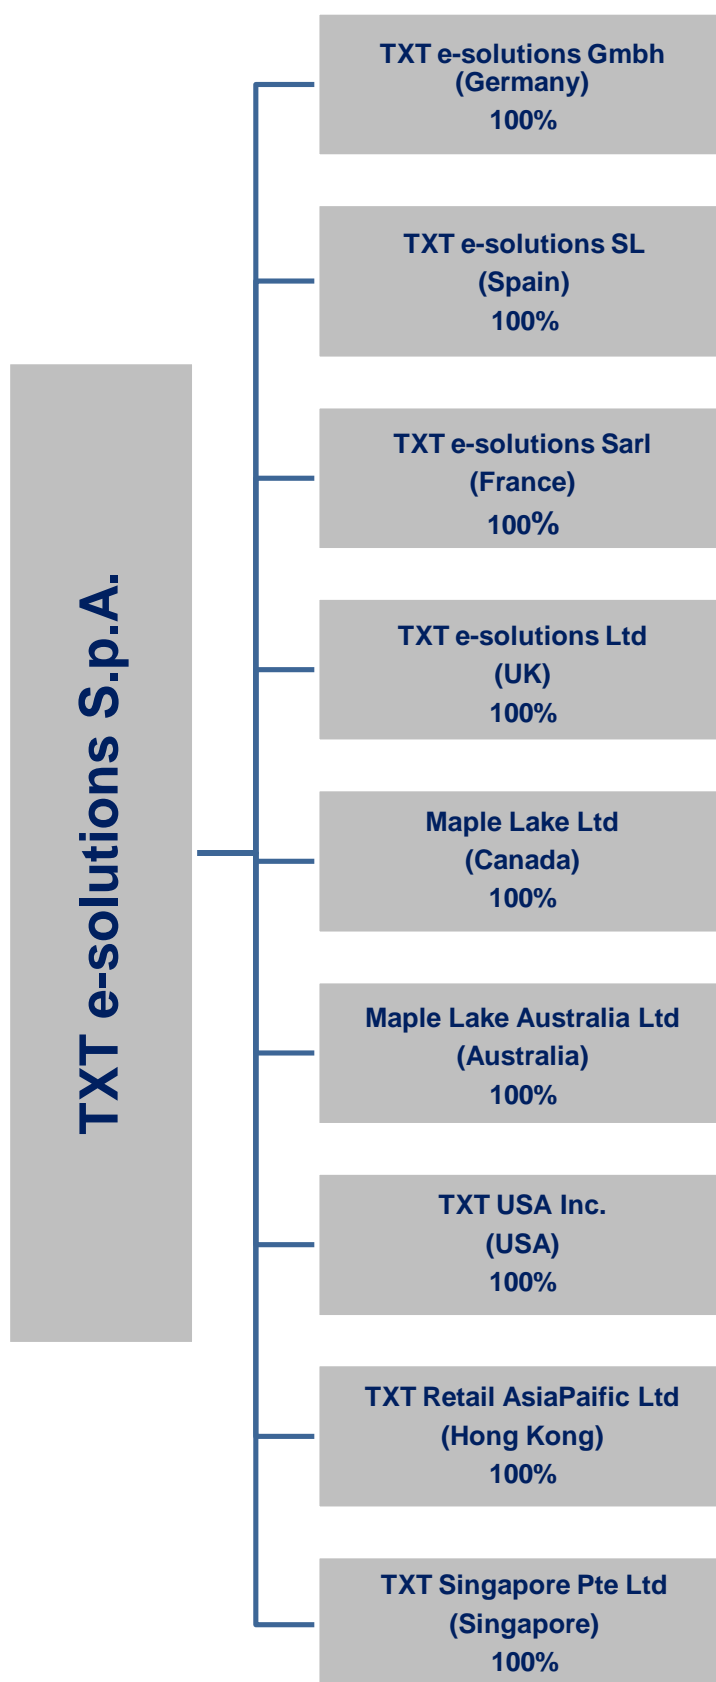 TXT e-solutions S.p.A.
TXT e-solutions Gmbh
(Germany)
100%
TXT e-solutions SL
(Spain)
100%
TXT e-solutions Sarl
(France)
100%
TXT e-solutions Ltd
(UK)
100%
Maple Lake Ltd
(Canada)
100%
Maple Lake Australia Ltd
(Australia)
100%
TXT USA Inc.
(USA)
100%
TXT Retail AsiaPaific Ltd
(Hong Kong)
100%
TXT Singapore Pte Ltd
(Singapore)
100%